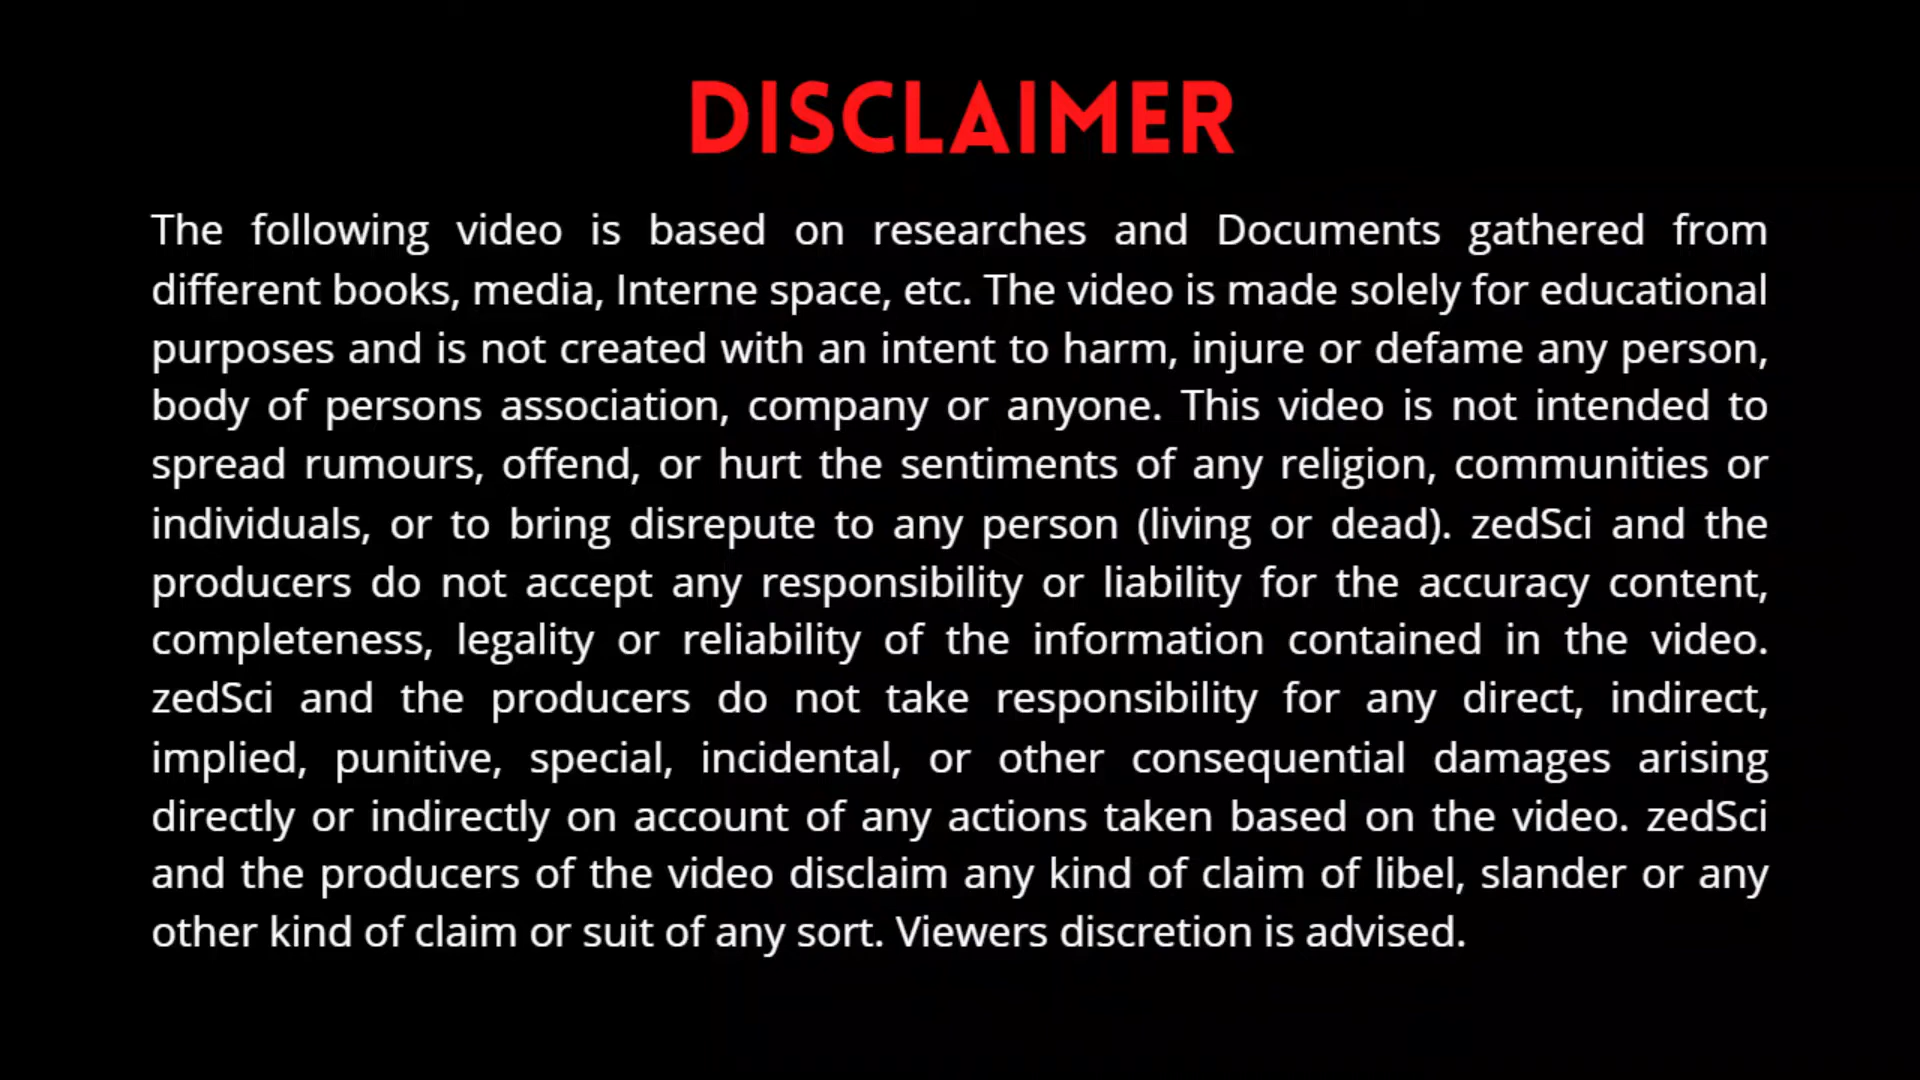 DISCLAIMER
The following video is based on researches and Documents gathered from
different books, media, Interne space, etc. The video is made solely for educational
purposes and is not created with an intent to harm, injure or defame any person,
body of persons association, company or anyone. This video is not intended to
spread rumours, offend, or hurt the sentiments of any religion, communities or
individuals, or to bring disrepute to any person (living or dead). zedSci and the
producers do not accept any responsibility or liability for the accuracy content,
completeness, legality or reliability of the information contained in the video.
zedSci and the producers do not take responsibility for any direct, indirect,
implied, punitive, special, incidental, or other consequential damages arising
directly or indirectly on account of any actions taken based on the video. zedSci
and the producers of the video disclaim any kind of claim of libel, slander or any
other kind of claim or suit of any sort. Viewers discretion is advised.